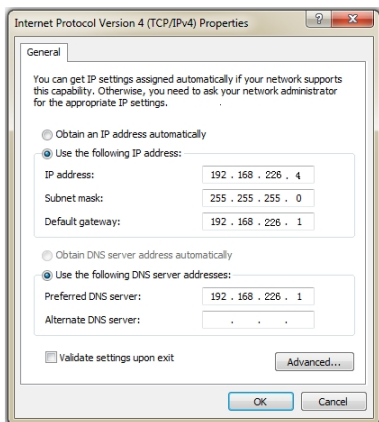 Internet Protocol Version 4 (TCP/IPv4) Properties
General
You can get IP settings assigned automatically if your network supports
this capability. Otherwise, you need to ask your network administrator
for the appropriate IP settings.
Obtain an IP address automatically
Use the following IP address:
IP address: 192 . 168 . 226 . 4
Subnet mask: 255 . 255 . 255 . 0
Default gateway: 192 . 168 . 226 . 1
Obtain DNS server address automatically
Use the following DNS server addresses:
Preferred DNS server: 192 . 168 . 226 . 1
Alternate DNS server: . . .
Validate settings upon exit
Advanced...
OK Cancel